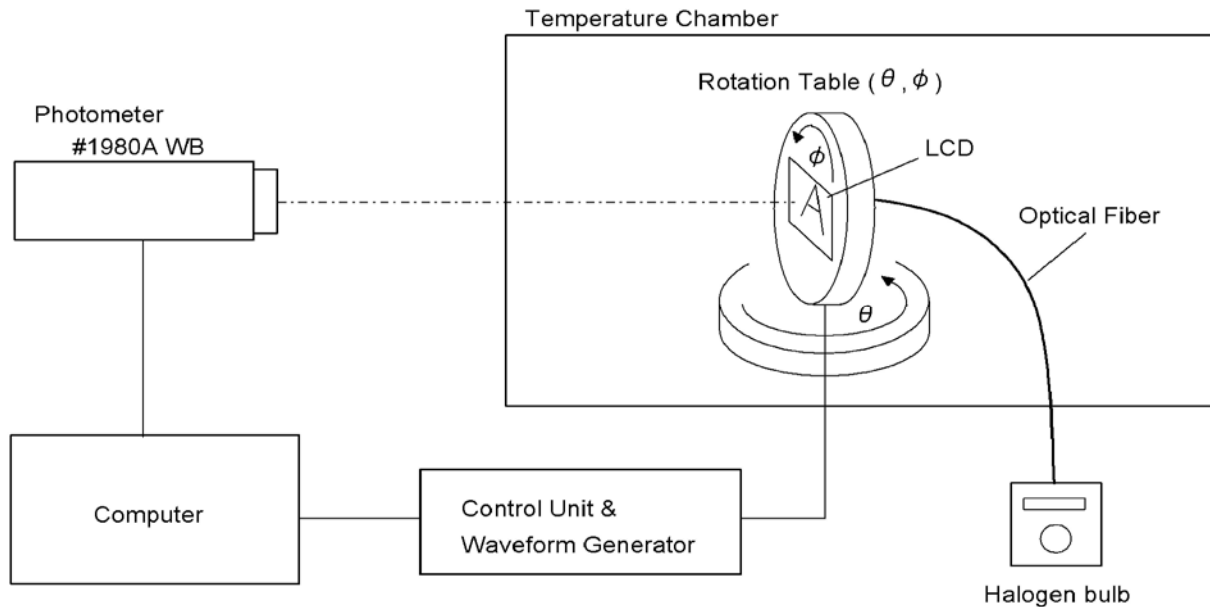 Temperature Chamber
Rotation Table ( θ , φ )
Photometer
#1980A WB
φ
LCD
A
Optical Fiber
θ
Computer
Control Unit &
Waveform Generator
Halogen bulb